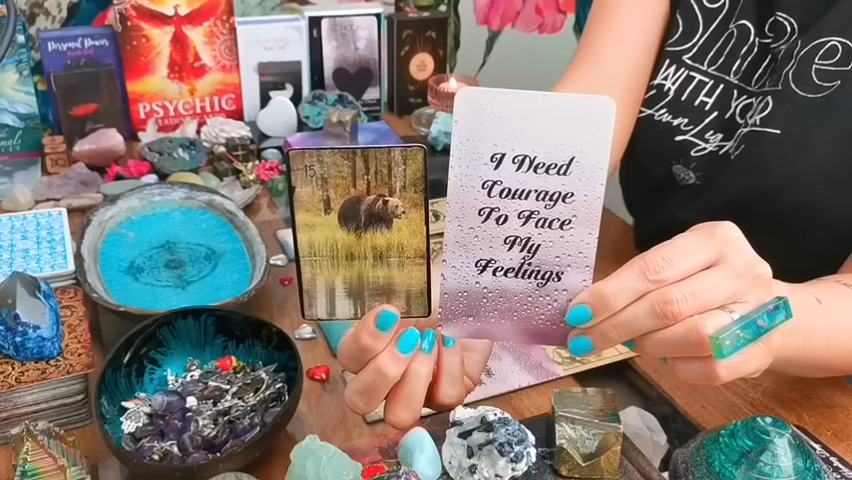 Personal Power
PSYCHIC
15
I Need
Courage
To Face
My
Feelings
Shine
WITH YOUR
Own
Light